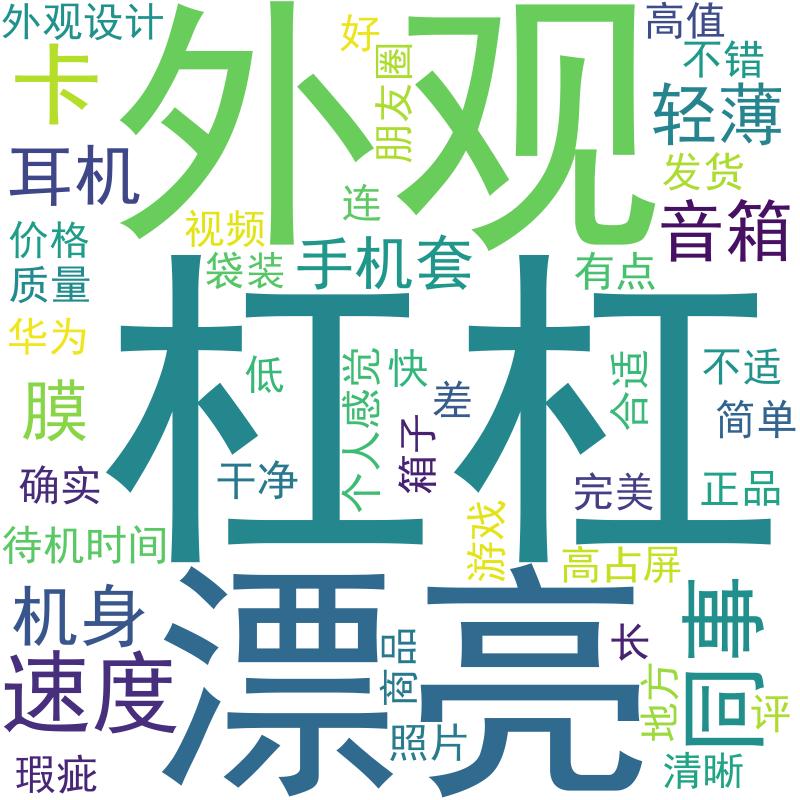 外观设计
外观
好
朋友圈
高值
不错
卡
轻薄
耳机
连
发货
视频
音箱
价格
袋装
手机套
有点
质量
华为
杠杠
低
个人感觉
快
差
合适
不适
膜
箱子
简单
确实
干净
完美
正品
待机时间
游戏
高占屏
机身
漂亮
回事
速度
商品
长
地方
评
照片
瑕疵
清晰